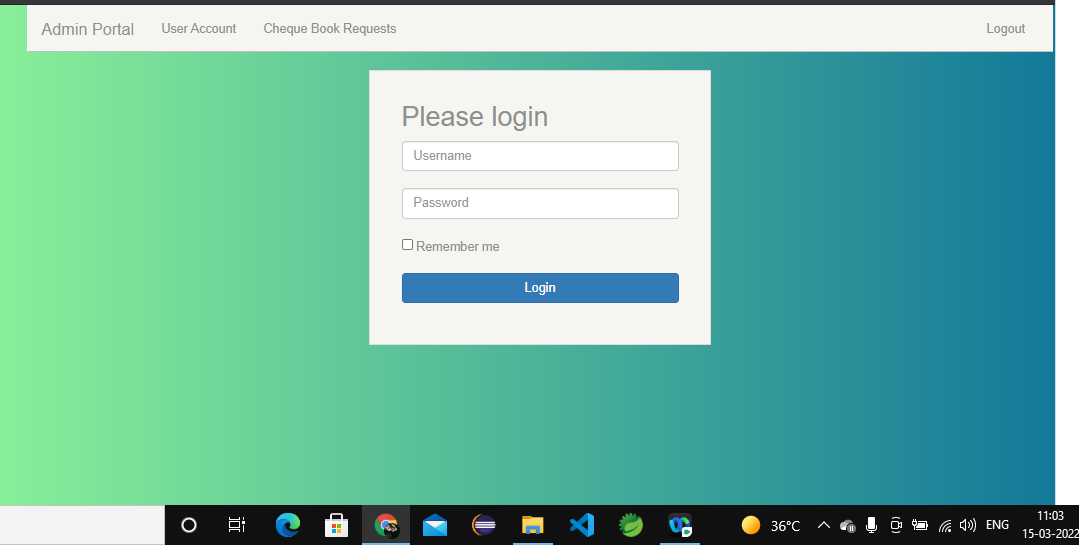 Admin Portal User Account Cheque Book Requests Logout
Please login
Username
Password
Remember me
Login
36°C ENG 11:03
15-03-2022